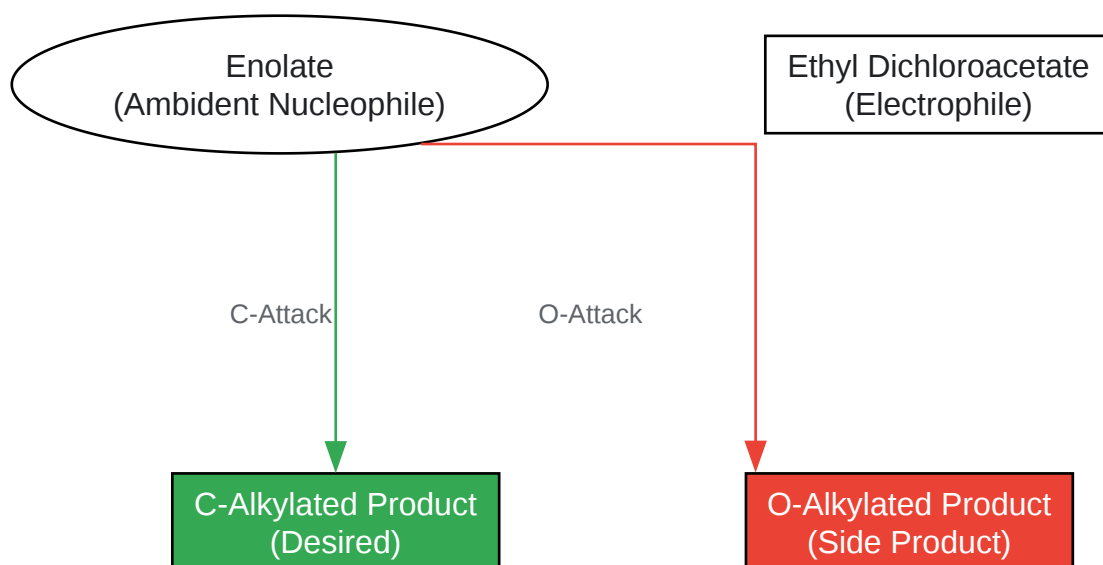 Enolate
(Ambident Nucleophile)
Ethyl Dichloroacetate
(Electrophile)
C-Attack
O-Attack
C-Alkylated Product
(Desired)
O-Alkylated Product
(Side Product)